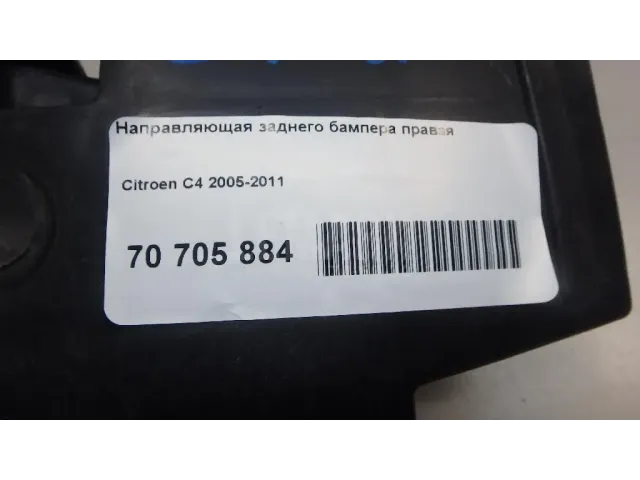 Направляющая заднего бампера правая
Citroen C4 2005-2011
70 705 884